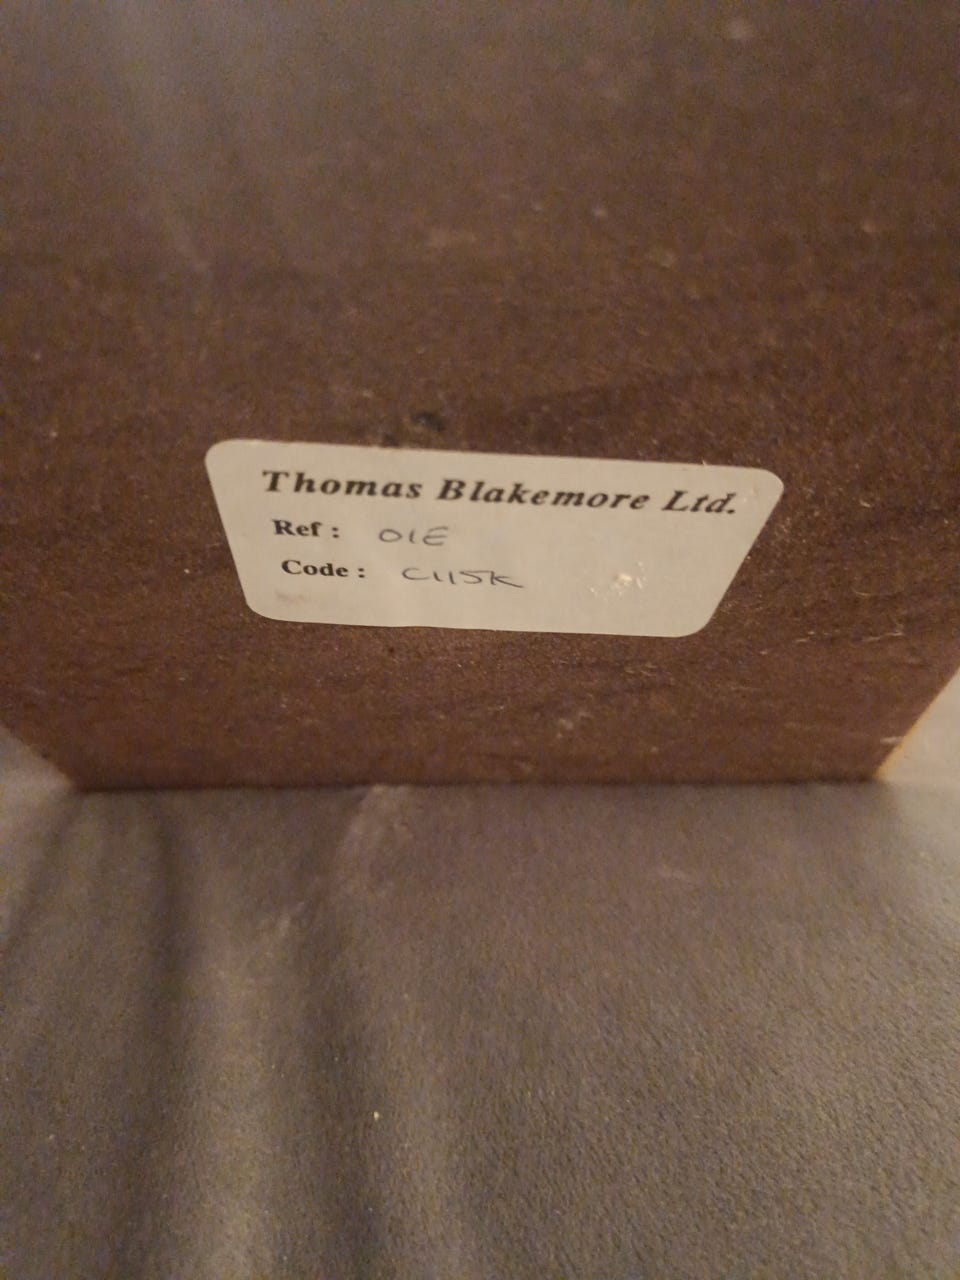 Thomas Blakemore Ltd.
Ref : 01E
Code : C115K